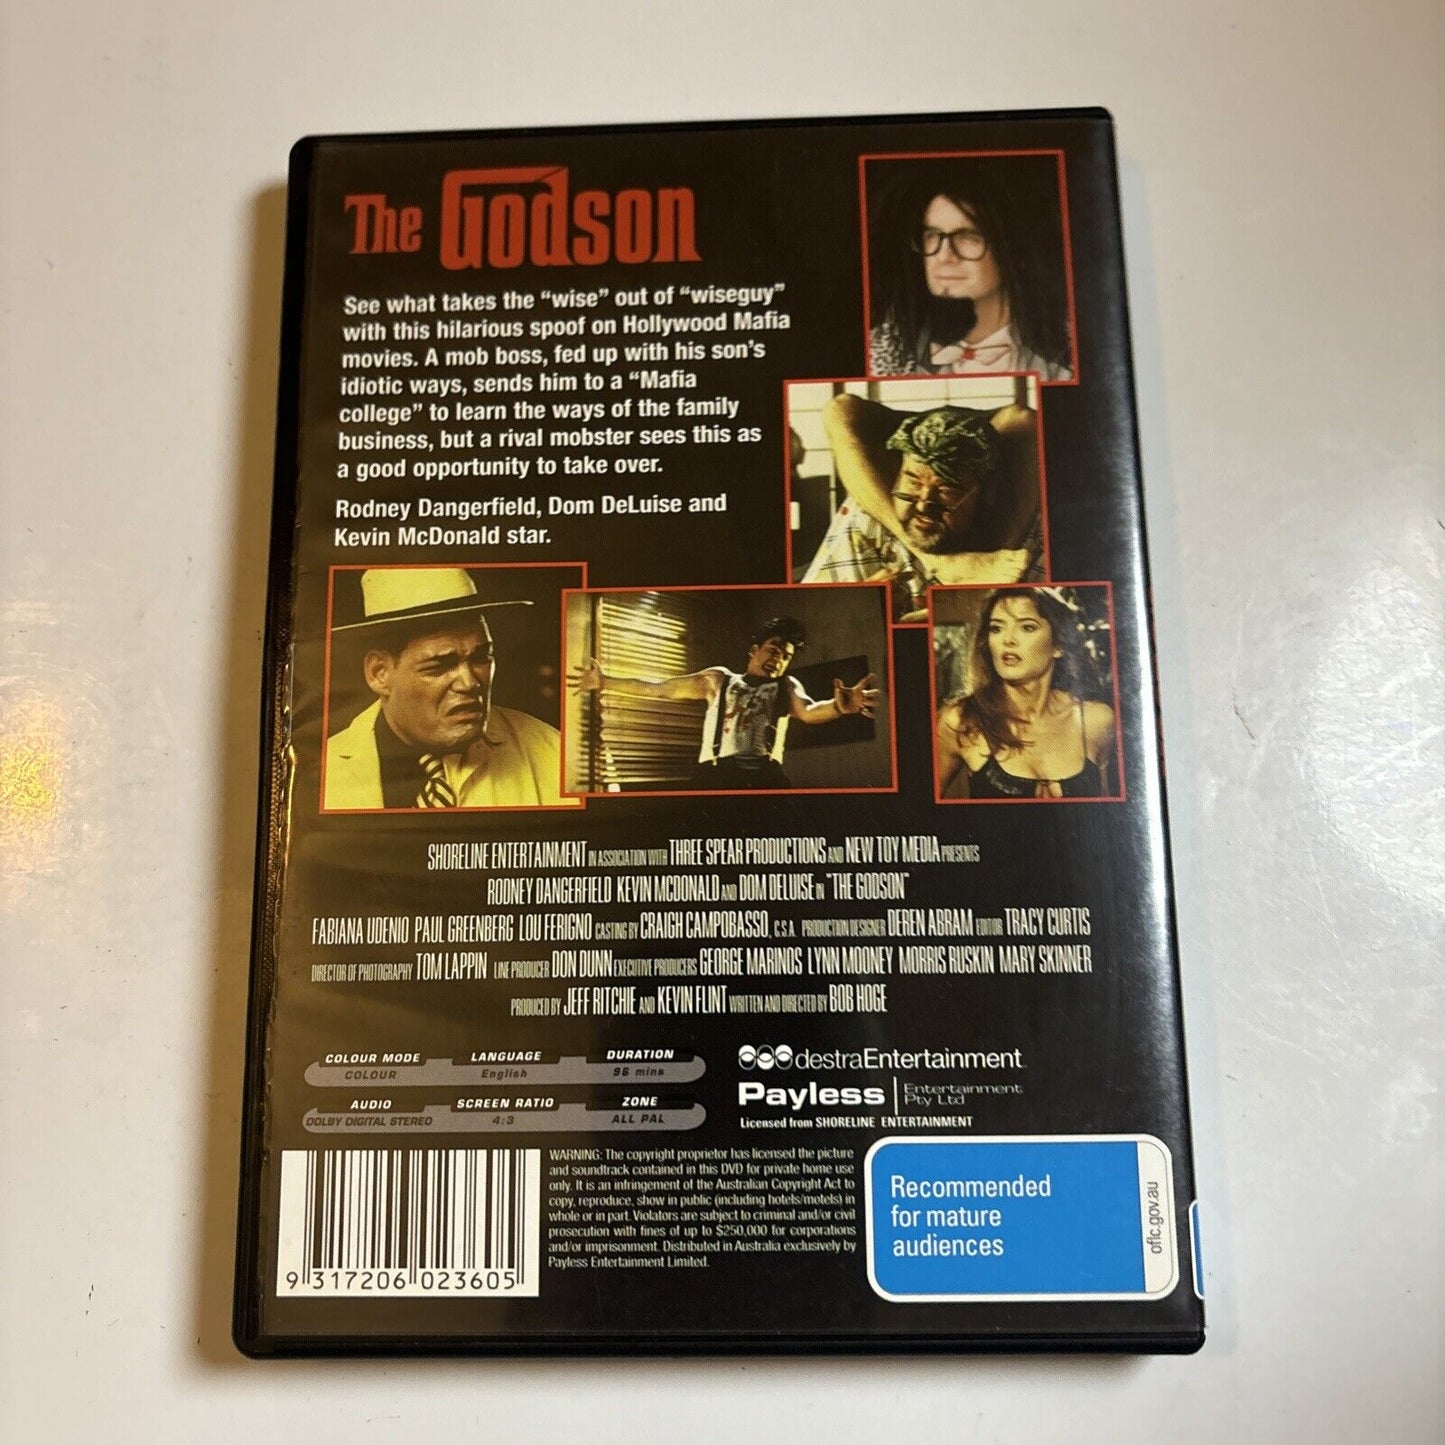 The Godson
See what takes the “wise” out of “wiseguy”
with this hilarious spoof on Hollywood Mafia
movies. A mob boss, fed up with his son’s
idiotic ways, sends him to a “Mafia
college” to learn the ways of the family
business, but a rival mobster sees this as
a good opportunity to take over.
Rodney Dangerfield, Dom DeLuise and
Kevin McDonald star.
SHORELINE ENTERTAINMENT IN ASSOCIATION WITH THREE SPEAR PRODUCTIONS AND NEW TOY MEDIA PRESENTS
RODNEY DANGERFIELD KEVIN MCDONALD AND DOM DELUISE IN "THE GODSON"
FABIANA UDENIO PAUL GREENBERG LOU FERIGNO CASTING BY CRAIGH CAMPOBASSO, C.S.A. PRODUCTION DESIGNER DEREN ABRAM EDITOR TRACY CURTIS
DIRECTOR OF PHOTOGRAPHY TOM LAPPIN LINE PRODUCER DON DUNN EXECUTIVE PRODUCERS GEORGE MARINOS LYNN MOONEY MORRIS RUSKIN MARY SKINNER
PRODUCED BY JEFF RITCHIE AND KEVIN FLINT WRITTEN AND DIRECTED BY BOB HOGE
COLOUR MODE LANGUAGE DURATION
COLOUR English 96 mins
AUDIO SCREEN RATIO ZONE
DOLBY DIGITAL STEREO 4:3 ALL PAL
destraEntertainment
Payless Entertainment Pty Ltd
Licensed from SHORELINE ENTERTAINMENT
WARNING: The copyright proprietor has licensed the picture
and soundtrack contained in this DVD for private home use
only. It is an infringement of the Australian Copyright Act to
copy, reproduce, show in public (including hotels/motels) in
whole or in part. Violators are subject to criminal and/or civil
prosecution with fines of up to $250,000 for corporations
and/or imprisonment. Distributed in Australia exclusively by
Payless Entertainment Limited.
9 317206 023605
Recommended
for mature
audiences
oflc.gov.au